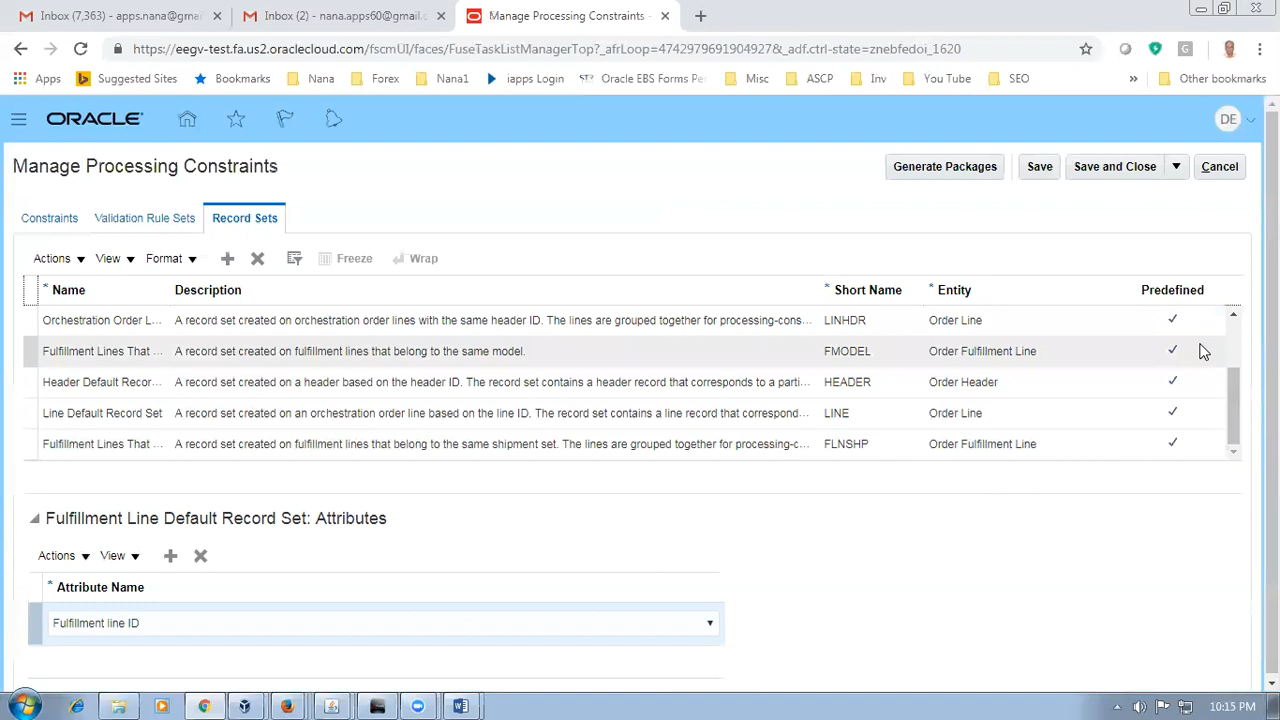 Inbox (7,363) - apps.nana@gmai
Inbox (2) - nana.apps60@gmail.c
Manage Processing Constraints -
https://eegv-test.fa.us2.oraclecloud.com/fscmUI/faces/FuseTaskListManagerTop?_afrLoop=474297961904927&_adf.ctrl-state=znebfedoi_1620
Apps
Suggested Sites
Bookmarks
Nana
Forex
Nana1
iapps Login
Oracle EBS Forms Pe
Misc
ASCP
Inv
You Tube
SEO
»
Other bookmarks
ORACLE
DE
Manage Processing Constraints
Generate Packages
Save
Save and Close
Cancel
Constraints
Validation Rule Sets
Record Sets
Actions
View
Format
Freeze
Wrap
* Name
Description
* Short Name
* Entity
Predefined
Orchestration Order L... A record set created on orchestration order lines with the same header ID. The lines are grouped together for processing-cons... LINHDR Order Line ✓
Fulfillment Lines That ... A record set created on fulfillment lines that belong to the same model. FMODEL Order Fulfillment Line ✓
Header Default Recor... A record set created on a header based on the header ID. The record set contains a header record that corresponds to a parti... HEADER Order Header ✓
Line Default Record Set A record set created on an orchestration order line based on the line ID. The record set contains a line record that correspond... LINE Order Line ✓
Fulfillment Lines That ... A record set created on fulfillment lines that belong to the same shipment set. The lines are grouped together for processing-c... FLNSHP Order Fulfillment Line ✓
Fulfillment Line Default Record Set: Attributes
Actions
View
* Attribute Name
Fulfillment line ID
10:15 PM